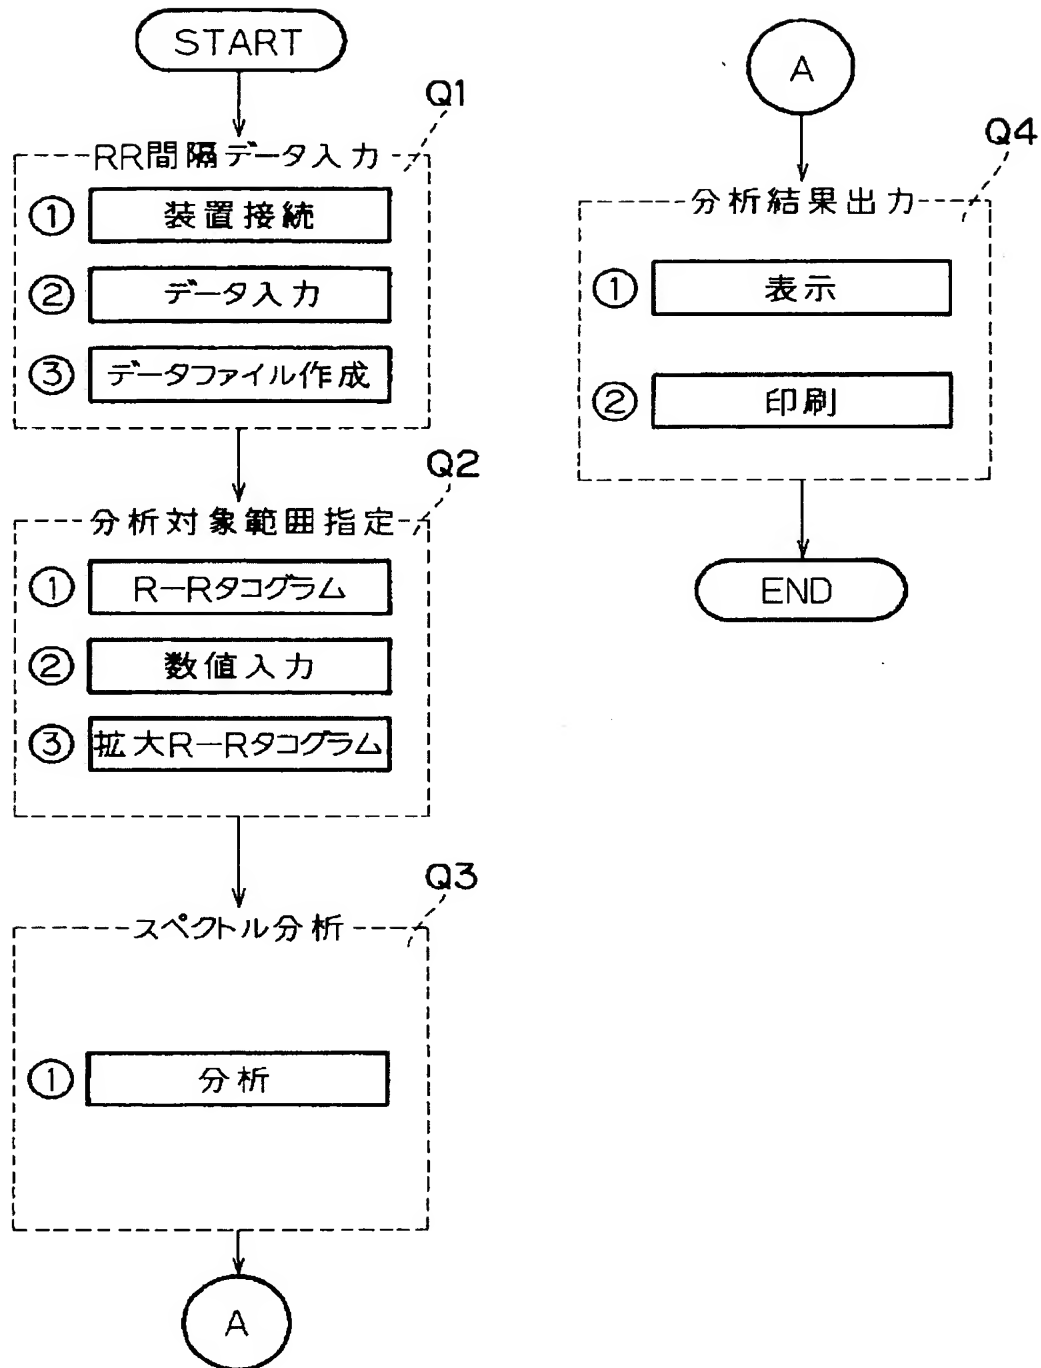 START
Q1
RR間隔データ入力
① 装置接続
② データ入力
③ データファイル作成
Q2
分析対象範囲指定
① R－Rタコグラム
② 数値入力
③ 拡大R－Rタコグラム
Q3
スペクトル分析
① 分析
A
A
Q4
分析結果出力
① 表示
② 印刷
END